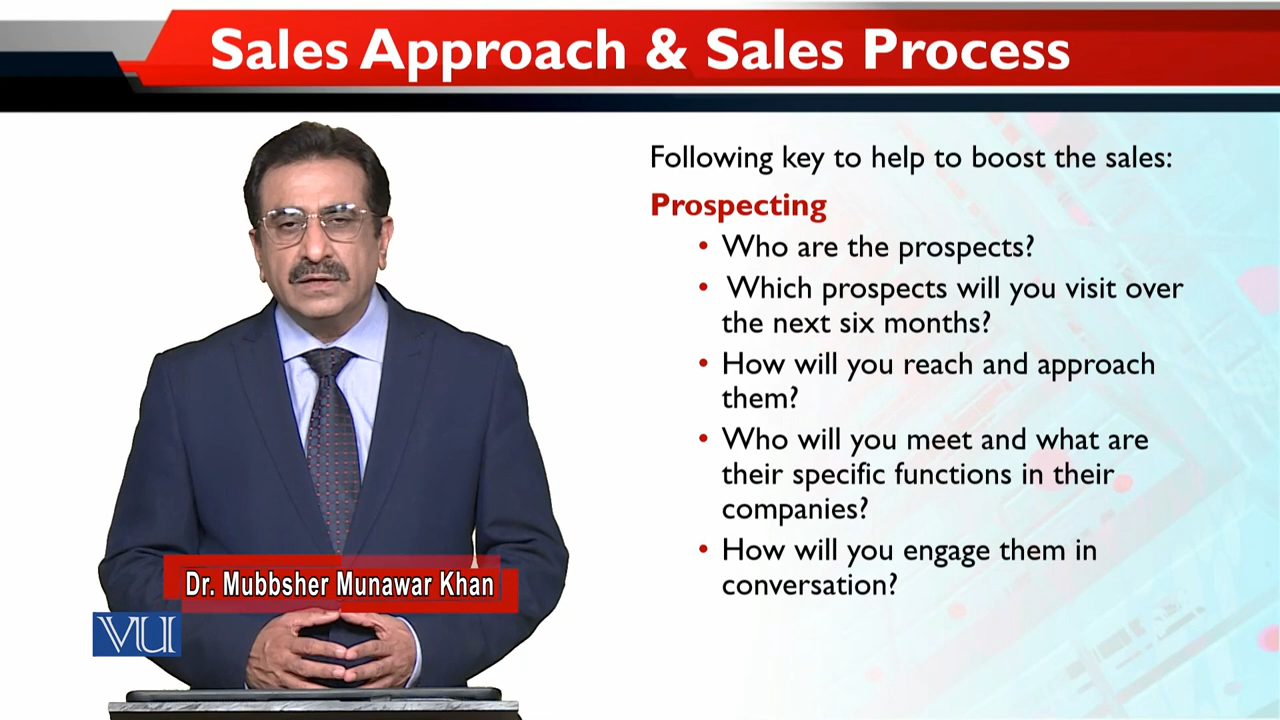 Sales Approach & Sales Process
Following key to help to boost the sales:
Prospecting
• Who are the prospects?
• Which prospects will you visit over
the next six months?
• How will you reach and approach
them?
• Who will you meet and what are
their specific functions in their
companies?
• How will you engage them in
conversation?
Dr. Mubbsher Munawar Khan
VU